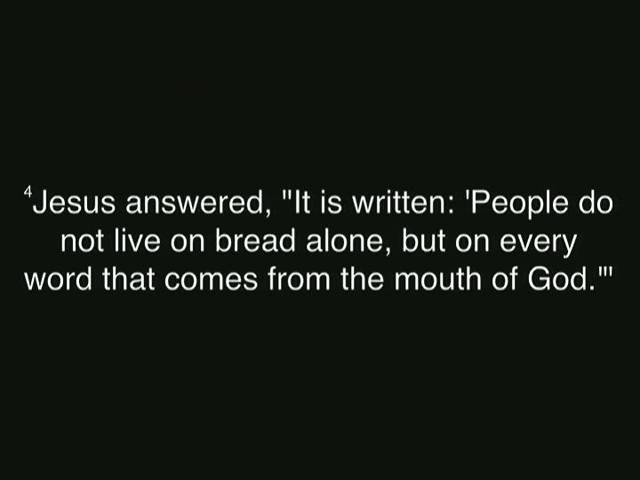 ⁴Jesus answered, "It is written: 'People do
not live on bread alone, but on every
word that comes from the mouth of God.'"